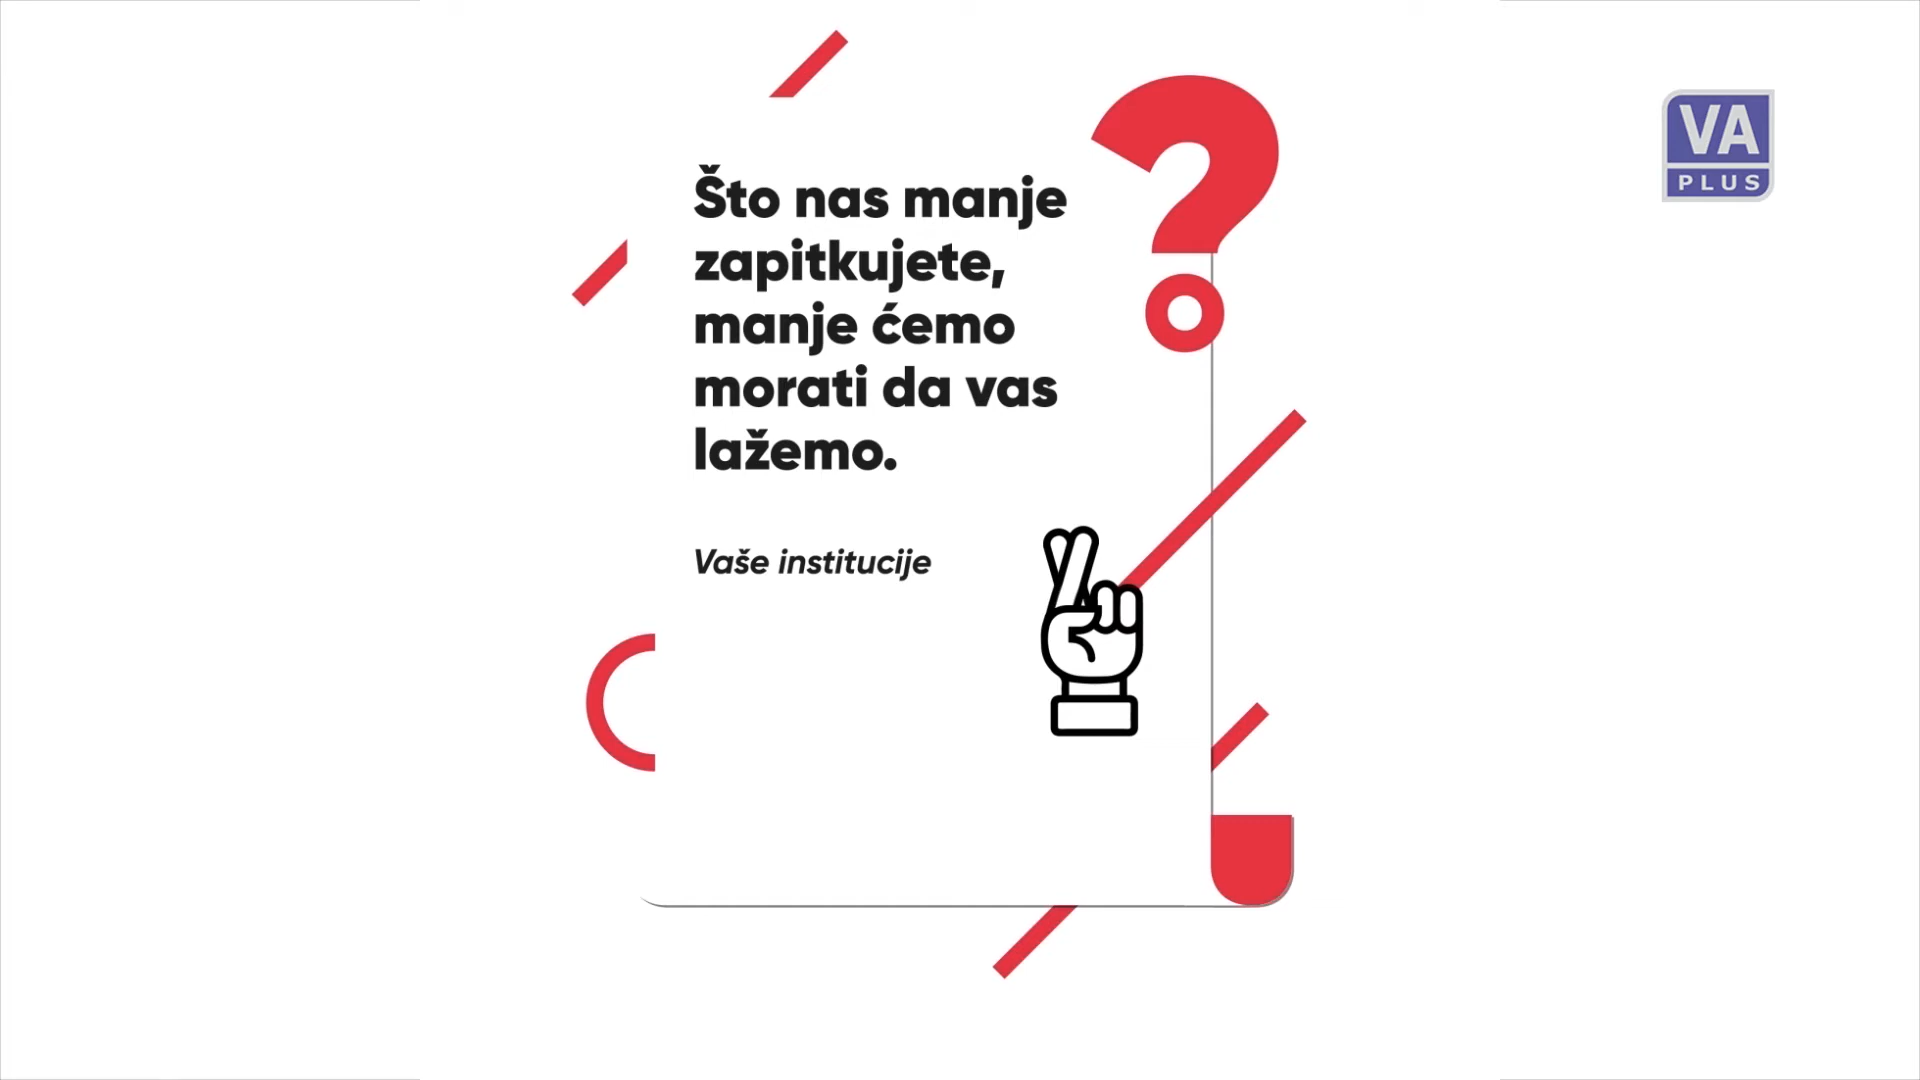 Što nas manje
zapitkujete,
manje ćemo
morati da vas
lažemo.
Vaše institucije
VA
PLUS